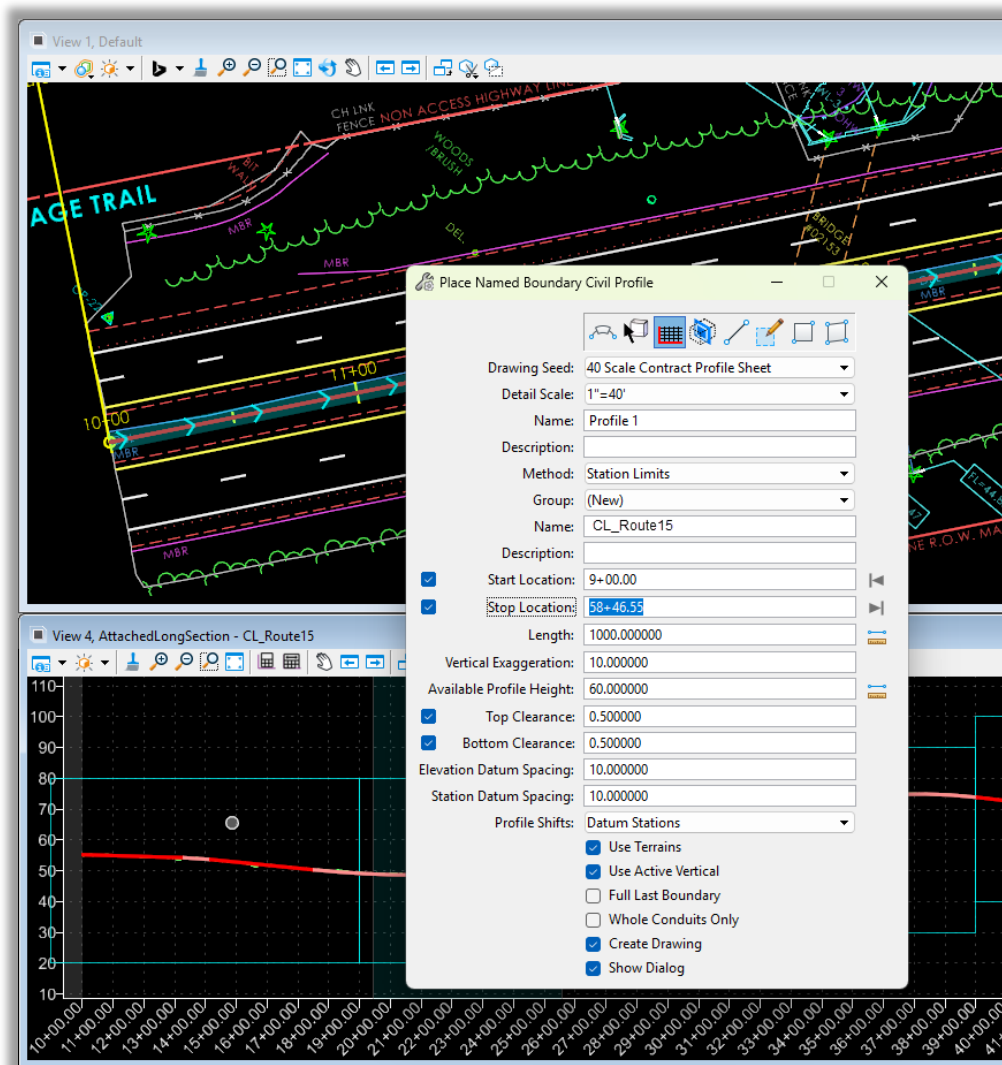 View 1, Default
CH LNK
FENCE
NON ACCESS HIGHWAY LINE
WOODS
/BRUSH
BIT
WALK
AGE TRAIL
MBR
DEL
MBR
BRIDGE
#02153
11+00
10+00
MBR
MBR
MBR
Place Named Boundary Civil Profile
Drawing Seed: 40 Scale Contract Profile Sheet
Detail Scale: 1"=40'
Name: Profile 1
Description:
Method: Station Limits
Group: (New)
Name: CL_Route15
Description:
Start Location: 9+00.00
Stop Location: 58+46.55
Length: 1000.000000
Vertical Exaggeration: 10.000000
Available Profile Height: 60.000000
Top Clearance: 0.500000
Bottom Clearance: 0.500000
Elevation Datum Spacing: 10.000000
Station Datum Spacing: 10.000000
Profile Shifts: Datum Stations
Use Terrains
Use Active Vertical
Full Last Boundary
Whole Conduits Only
Create Drawing
Show Dialog
NE R.O.W. MA
View 4, AttachedLongSection - CL_Route15
110
100
90
80
70
60
50
40
30
20
10
10+00.00 11+00.00 12+00.00 13+00.00 14+00.00 15+00.00 16+00.00 17+00.00 18+00.00 19+00.00 20+00.00 21+00.00 22+00.00 23+00.00 24+00.00 25+00.00 26+00.00 27+00.00 28+00.00 29+00.00 30+00.00 31+00.00 32+00.00 33+00.00 34+00.00 35+00.00 36+00.00 37+00.00 38+00.00 39+00.00 40+00.00